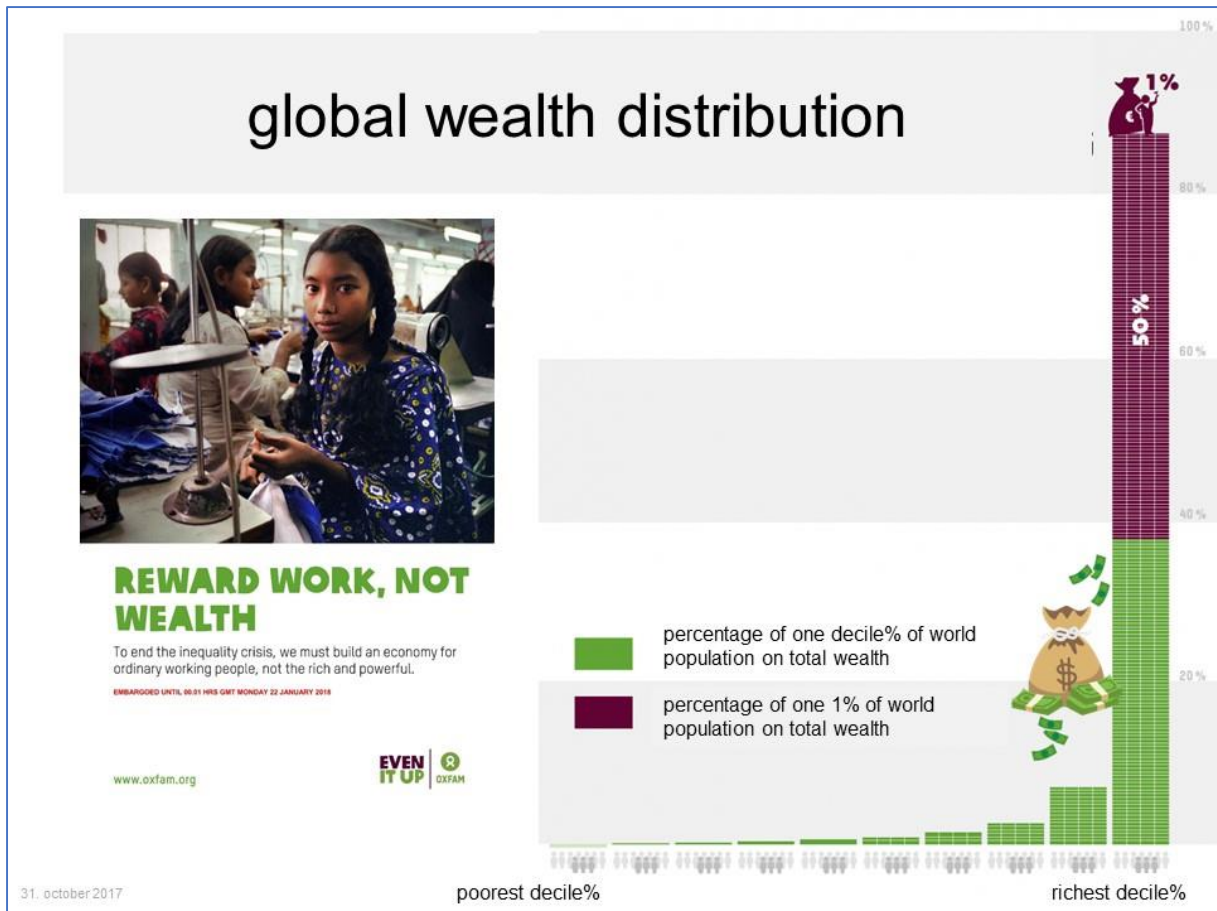 global wealth distribution
100%
1%
€
80%
50%
60%
40%
REWARD WORK, NOT
WEALTH
To end the inequality crisis, we must build an economy for
ordinary working people, not the rich and powerful.
EMBARGOED UNTIL 00.01 HRS GMT MONDAY 22 JANUARY 2018
www.oxfam.org
EVEN
IT UP
OXFAM
percentage of one decile% of world
population on total wealth
percentage of one 1% of world
population on total wealth
$
20%
poorest decile%
richest decile%
31. october 2017